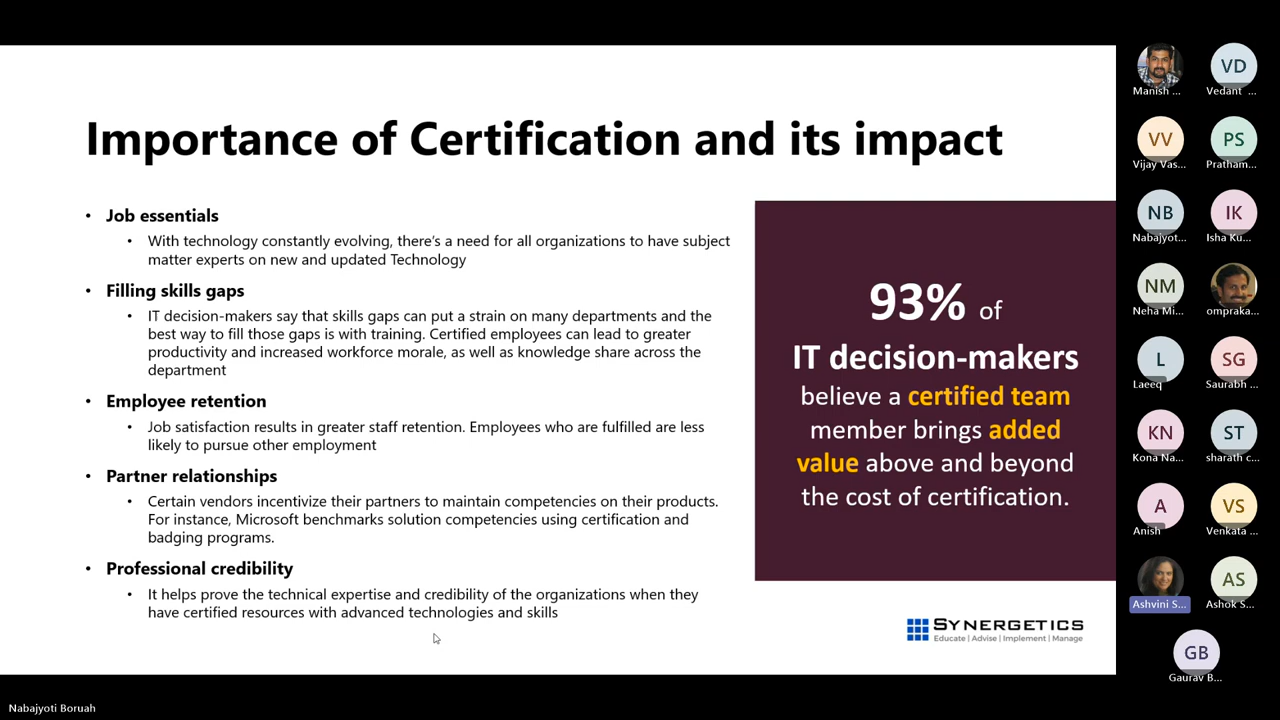 Importance of Certification and its impact
• Job essentials
• With technology constantly evolving, there's a need for all organizations to have subject
matter experts on new and updated Technology
• Filling skills gaps
• IT decision-makers say that skills gaps can put a strain on many departments and the
best way to fill those gaps is with training. Certified employees can lead to greater
productivity and increased workforce morale, as well as knowledge share across the
department
• Employee retention
• Job satisfaction results in greater staff retention. Employees who are fulfilled are less
likely to pursue other employment
• Partner relationships
• Certain vendors incentivize their partners to maintain competencies on their products.
For instance, Microsoft benchmarks solution competencies using certification and
badging programs.
• Professional credibility
• It helps prove the technical expertise and credibility of the organizations when they
have certified resources with advanced technologies and skills
93% of
IT decision-makers
believe a certified team
member brings added
value above and beyond
the cost of certification.
SYNERGETICS
Educate | Advise | Implement | Manage
Manish ...
VD
Vedant ...
VV
Vijay Vas...
PS
Pratham...
NB
Nabajyot...
IK
Isha Ku...
NM
Neha Mi...
ompraka...
L
Laeeq
SG
Saurabh ...
KN
Kona Na...
ST
sharath c...
A
Anish
VS
Venkata ...
Ashvini S...
AS
Ashok S...
GB
Gaurav B...
Nabajyoti Boruah